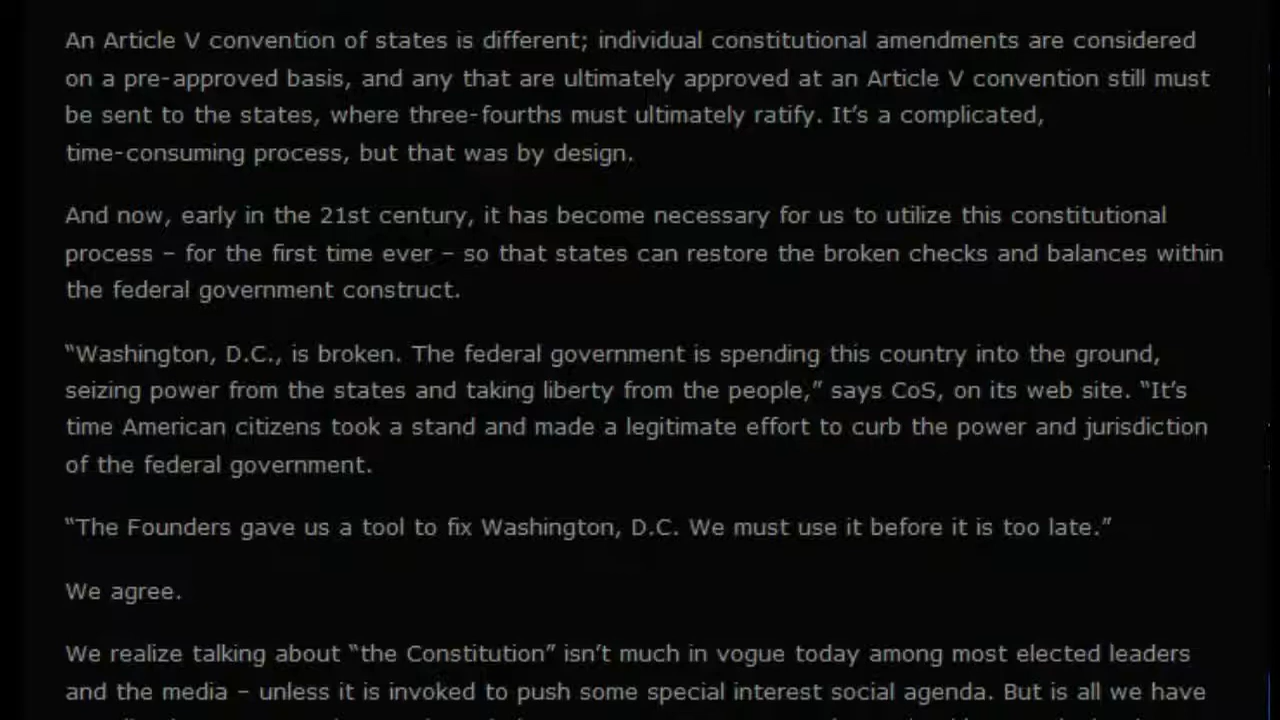 An Article V convention of states is different; individual constitutional amendments are considered
on a pre-approved basis, and any that are ultimately approved at an Article V convention still must
be sent to the states, where three-fourths must ultimately ratify. It’s a complicated,
time-consuming process, but that was by design.
And now, early in the 21st century, it has become necessary for us to utilize this constitutional
process – for the first time ever – so that states can restore the broken checks and balances within
the federal government construct.
“Washington, D.C., is broken. The federal government is spending this country into the ground,
seizing power from the states and taking liberty from the people,” says CoS, on its web site. “It’s
time American citizens took a stand and made a legitimate effort to curb the power and jurisdiction
of the federal government.
“The Founders gave us a tool to fix Washington, D.C. We must use it before it is too late.”
We agree.
We realize talking about “the Constitution” isn’t much in vogue today among most elected leaders
and the media – unless it is invoked to push some special interest social agenda. But is all we have